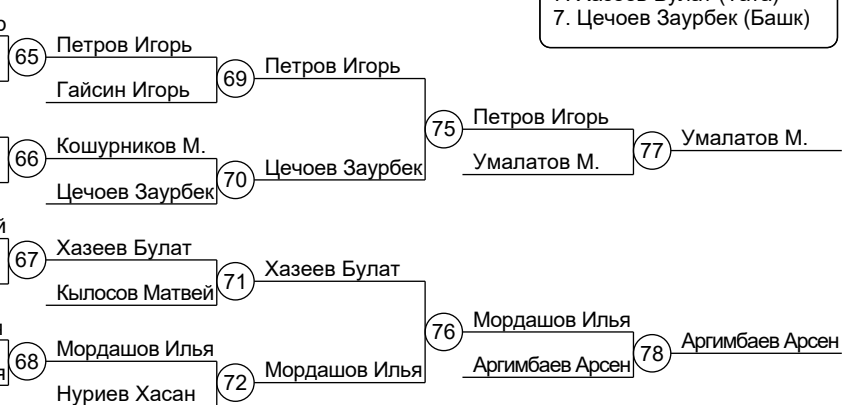 7. Цечоев Заурбек (Башк)
65
Петров Игорь
Гайсин Игорь
69
Петров Игорь
66
Кошурников М.
Цечоев Заурбек
70
Цечоев Заурбек
75
Петров Игорь
Умалатов М.
77
Умалатов М.
67
Хазеев Булат
Кылосов Матвей
71
Хазеев Булат
68
Мордашов Илья
Нуриев Хасан
72
Мордашов Илья
76
Мордашов Илья
Аргимбаев Арсен
78
Аргимбаев Арсен